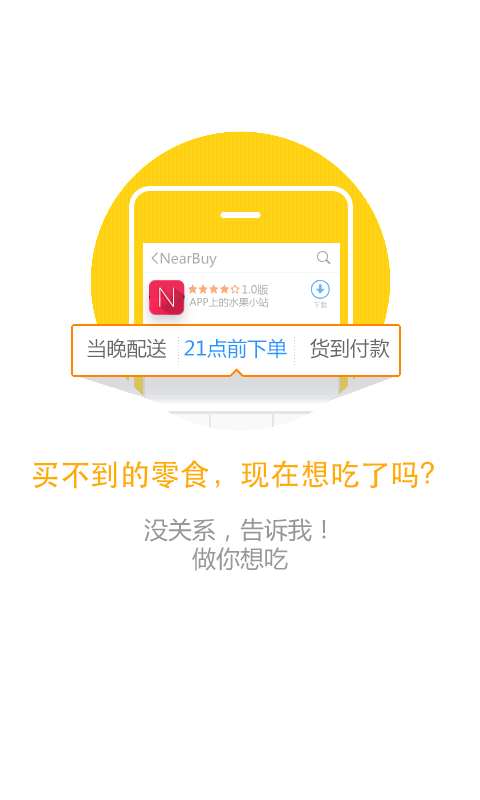 NearBuy
1.0版
APP上的水果小站
下载
N
当晚配送 21点前下单 货到付款
买不到的零食，现在想吃了吗?
没关系，告诉我！
做你想吃